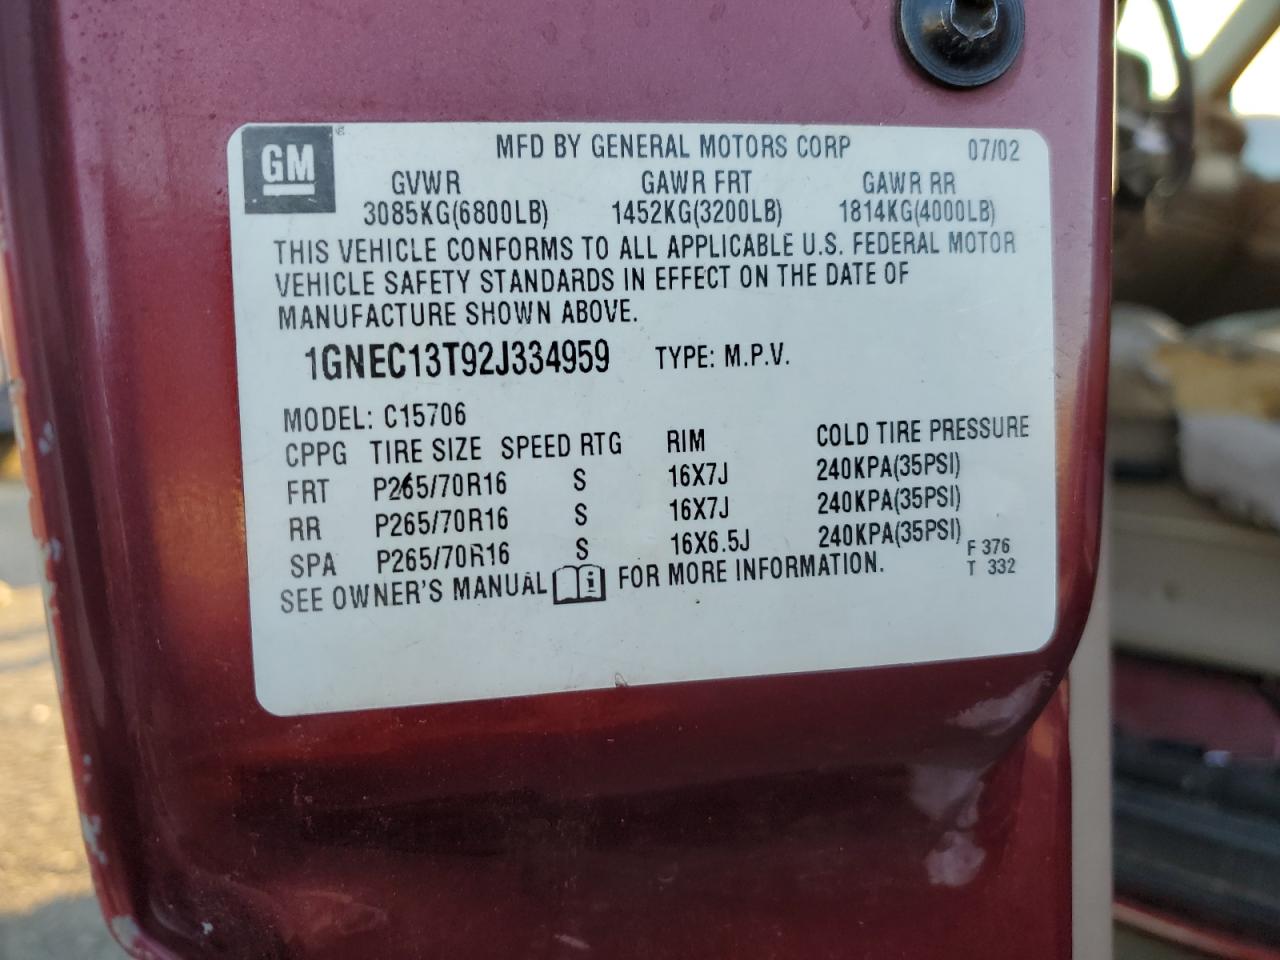 GM
MFD BY GENERAL MOTORS CORP 07/02
GVWR GAWR FRT GAWR RR
3085KG(6800LB) 1452KG(3200LB) 1814KG(4000LB)
THIS VEHICLE CONFORMS TO ALL APPLICABLE U.S. FEDERAL MOTOR
VEHICLE SAFETY STANDARDS IN EFFECT ON THE DATE OF
MANUFACTURE SHOWN ABOVE.
1GNEC13T92J334959 TYPE: M.P.V.
MODEL: C15706
CPPG TIRE SIZE SPEED RTG RIM COLD TIRE PRESSURE
FRT P265/70R16 S 16X7J 240KPA(35PSI)
RR P265/70R16 S 16X7J 240KPA(35PSI)
SPA P265/70R16 S 16X6.5J 240KPA(35PSI)
SEE OWNER'S MANUAL i FOR MORE INFORMATION.
F 376
T 332